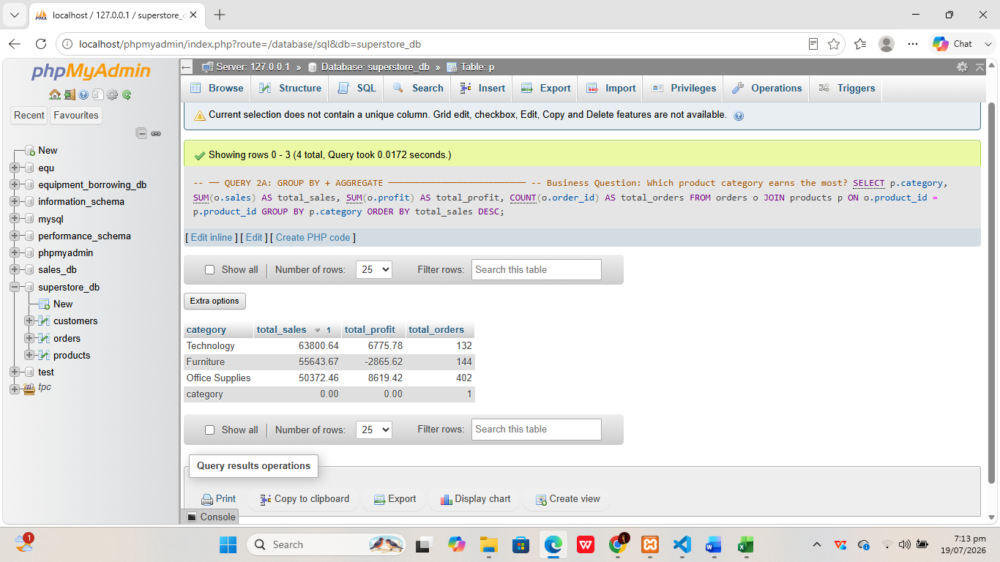 localhost / 127.0.0.1 / superstore_d
localhost/phpmyadmin/index.php?route=/database/sql&db=superstore_db
Chat
phpMyAdmin
Recent
Favourites
New
equ
equipment_borrowing_db
information_schema
mysql
performance_schema
phpmyadmin
sales_db
superstore_db
New
customers
orders
products
test
tpc
Server: 127.0.0.1 » Database: superstore_db » Table: p
Browse Structure SQL Search Insert Export Import Privileges Operations Triggers
Current selection does not contain a unique column. Grid edit, checkbox, Edit, Copy and Delete features are not available.
Showing rows 0 - 3 (4 total, Query took 0.0172 seconds.)
-- ── QUERY 2A: GROUP BY + AGGREGATE ────────────────────────── -- Business Question: Which product category earns the most? SELECT p.category,
SUM(o.sales) AS total_sales, SUM(o.profit) AS total_profit, COUNT(o.order_id) AS total_orders FROM orders o JOIN products p ON o.product_id =
p.product_id GROUP BY p.category ORDER BY total_sales DESC;
[ Edit inline ] [ Edit ] [ Create PHP code ]
Show all | Number of rows: 25 Filter rows: Search this table
Extra options
category total_sales 1 total_profit total_orders
Technology 63800.64 6775.78 132
Furniture 55643.67 -2865.62 144
Office Supplies 50372.46 8619.42 402
category 0.00 0.00 1
Show all | Number of rows: 25 Filter rows: Search this table
Query results operations
Print Copy to clipboard Export Display chart Create view
Console
1
Search
7:13 pm
19/07/2026